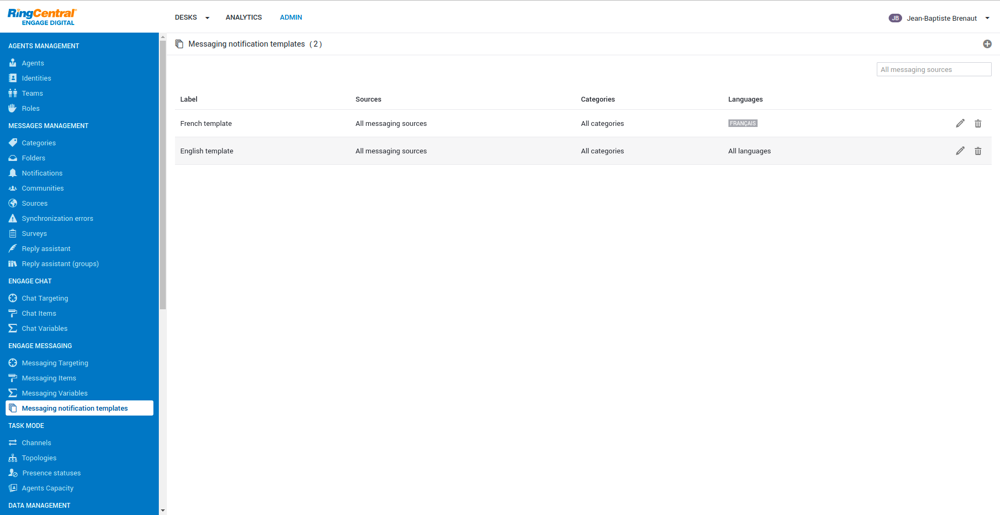 RingCentral
ENGAGE DIGITAL
DESKS
ANALYTICS
ADMIN
JB
Jean-Baptiste Brenaut
AGENTS MANAGEMENT
Agents
Identities
Teams
Roles
MESSAGES MANAGEMENT
Categories
Folders
Notifications
Communities
Sources
Synchronization errors
Surveys
Reply assistant
Reply assistant (groups)
ENGAGE CHAT
Chat Targeting
Chat Items
Chat Variables
ENGAGE MESSAGING
Messaging Targeting
Messaging Items
Messaging Variables
Messaging notification templates
TASK MODE
Channels
Topologies
Presence statuses
Agents Capacity
DATA MANAGEMENT
Messaging notification templates ( 2 )
All messaging sources
Label Sources Categories Languages
French template All messaging sources All categories FRANÇAIS
English template All messaging sources All categories All languages